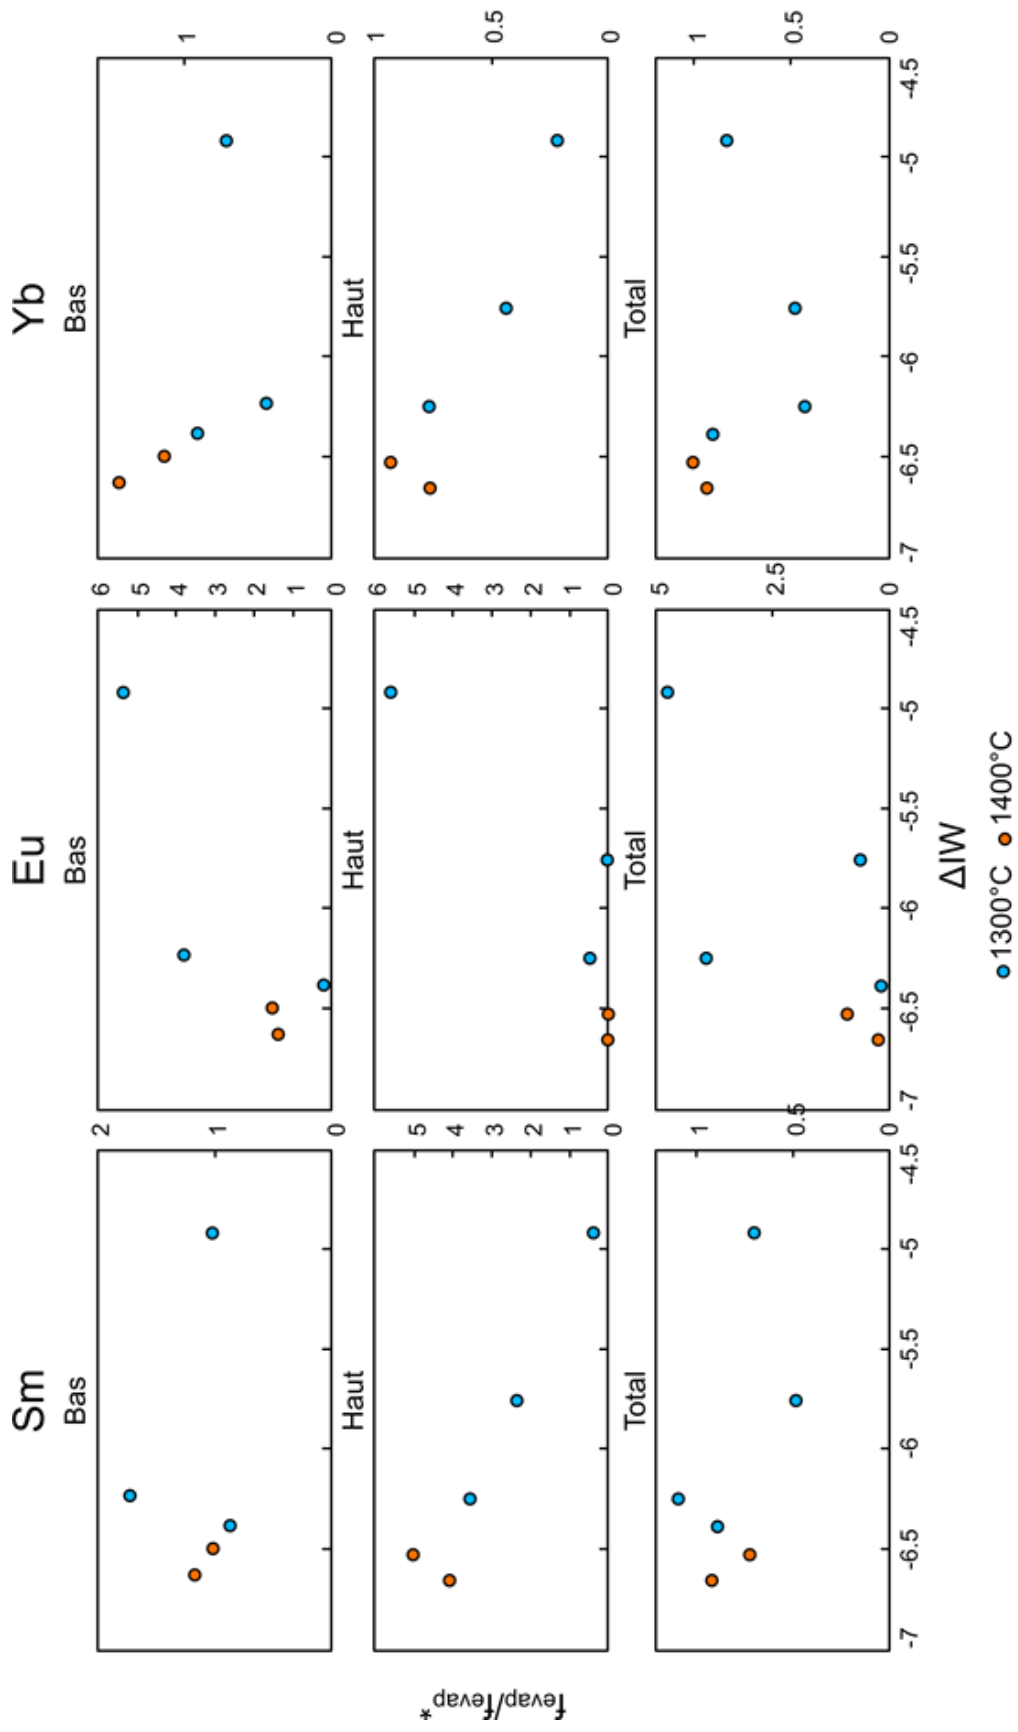 Sm Eu Yb
Bas Bas Bas
2 6
5 1
4
1 3
2
1
0 0 0
Haut Haut Haut
6 1
5 5
4 4
3 3 0.5
2 2
1 1
0 0 0
Total Total Total
5
1 1
2.5
0.5 0.5
0 0 0
-7 -6.5 -6 -5.5 -5 -4.5 -7 -6.5 -6 -5.5 -5 -4.5 -7 -6.5 -6 -5.5 -5 -4.5
fevap/fevap*
ΔIW
1300°C 1400°C